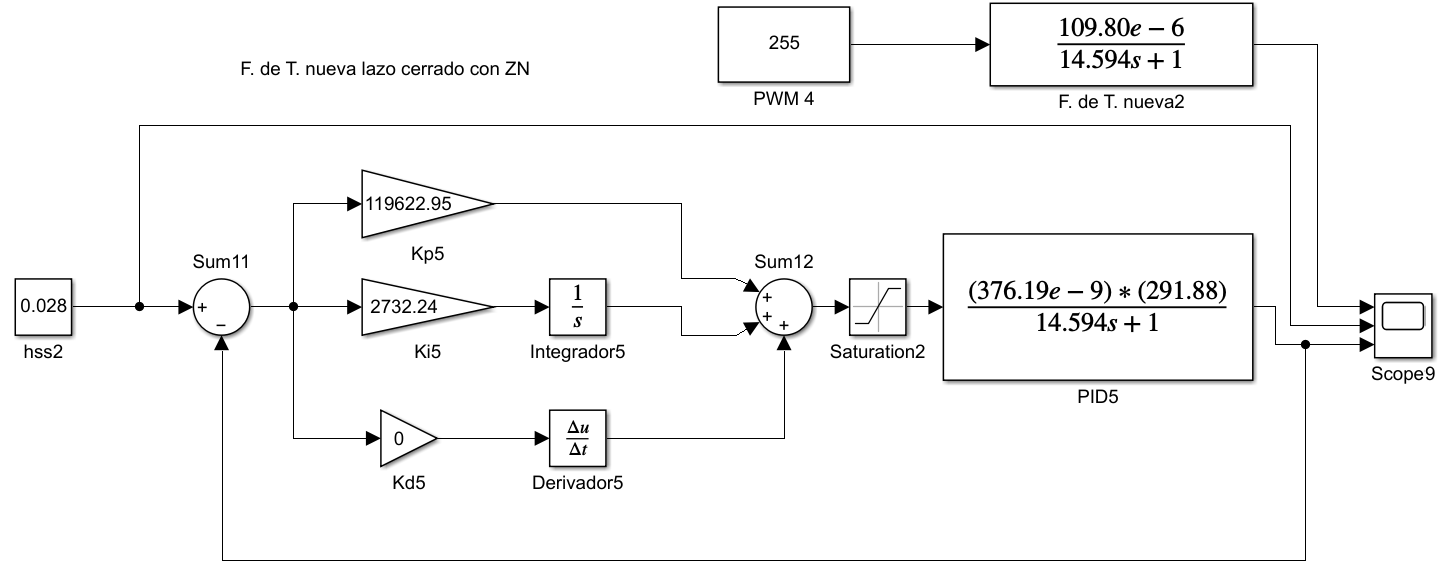 255
109.80e − 6
14.594s + 1
F. de T. nueva lazo cerrado con ZN
PWM 4
F. de T. nueva2
119622.95
Kp5
Sum11
Sum12
0.028
+
−
2732.24
1
s
+
+
+
(376.19e − 9) ∗ (291.88)
14.594s + 1
hss2
Ki5
Integrador5
Saturation2
Scope9
PID5
0
Δu
Δt
Kd5
Derivador5